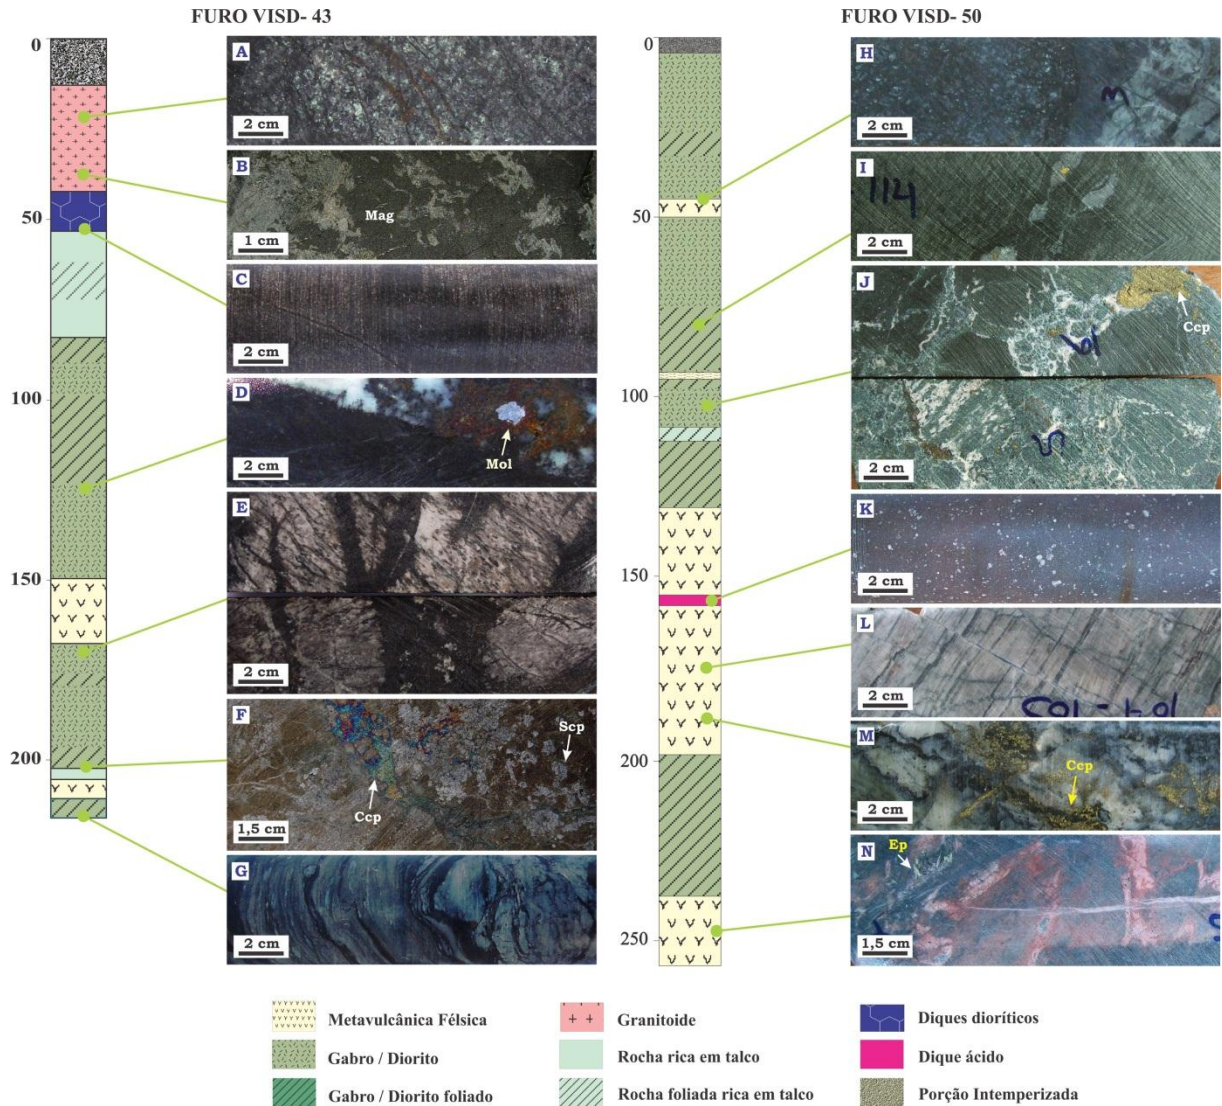 FURO VISD- 43
FURO VISD- 50
0
50
100
150
200
A
2 cm
B
Mag
1 cm
C
2 cm
D
Mol
2 cm
E
2 cm
F
Scp
Ccp
1,5 cm
G
2 cm
0
50
100
150
200
250
H
2 cm
I
114
2 cm
J
Ccp
2 cm
K
2 cm
L
2 cm
M
Ccp
2 cm
N
Ep
1,5 cm
Metavulcânica Félsica
Granitoide
Diques dioríticos
Gabro / Diorito
Rocha rica em talco
Dique ácido
Gabro / Diorito foliado
Rocha foliada rica em talco
Porção Intemperizada